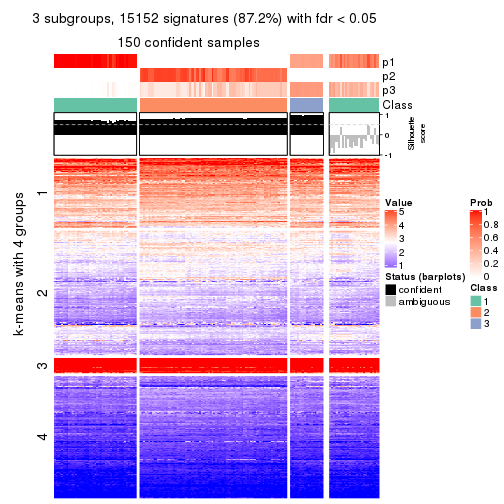 3 subgroups, 15152 signatures (87.2%) with fdr < 0.05
150 confident samples
p1
p2
p3
Class
1
0
-1
Silhouette
score
k-means with 4 groups
1
2
3
4
Value
5
4
3
2
1
Status (barplots)
confident
ambiguous
Prob
1
0.8
0.6
0.4
0.2
0
Class
1
2
3